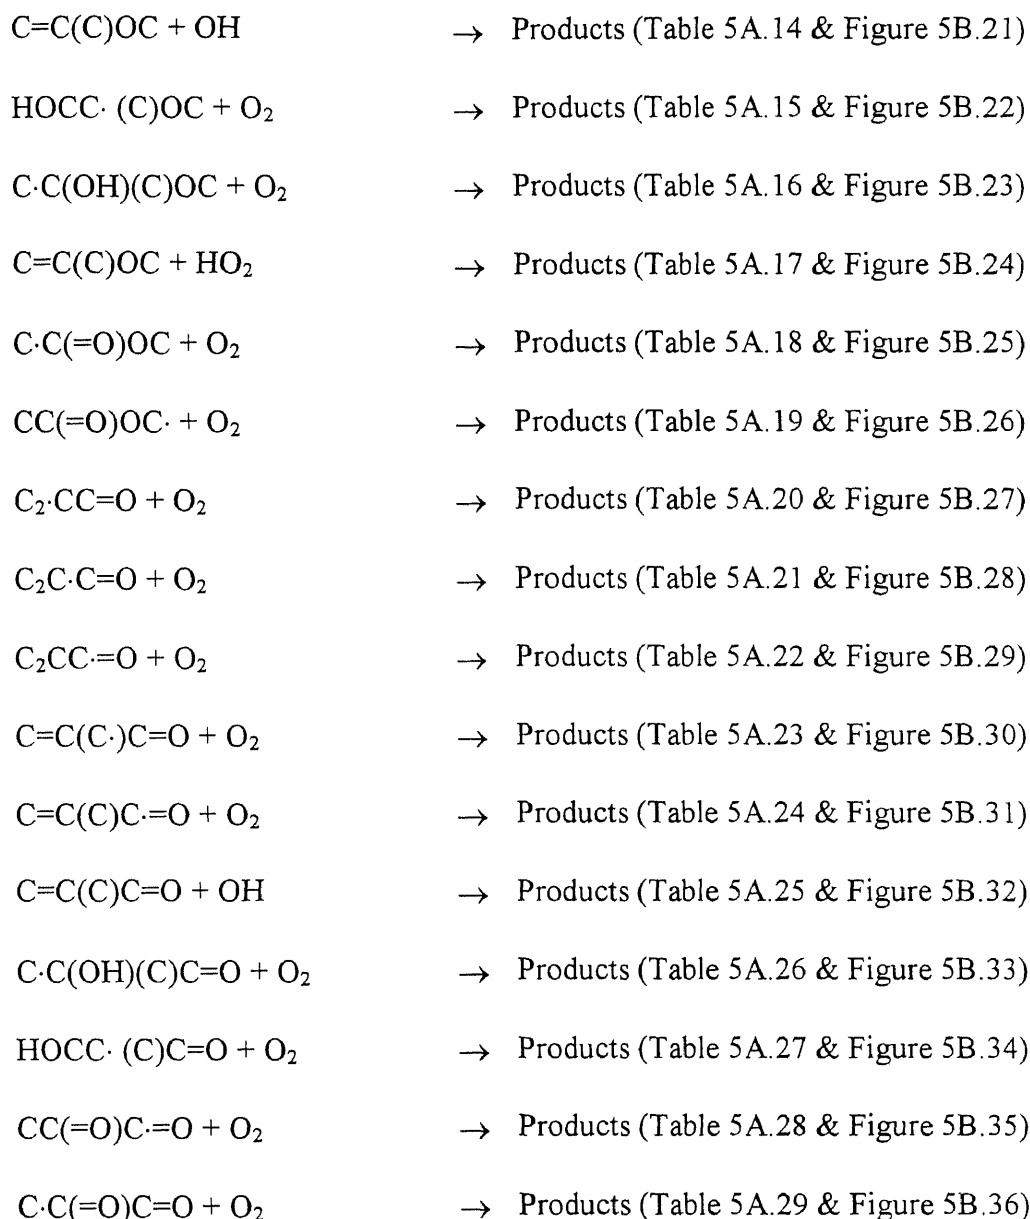 C=C(C)OC + OH → Products (Table 5A.14 & Figure 5B.21)
HOCC· (C)OC + O₂ → Products (Table 5A.15 & Figure 5B.22)
C·C(OH)(C)OC + O₂ → Products (Table 5A.16 & Figure 5B.23)
C=C(C)OC + HO₂ → Products (Table 5A.17 & Figure 5B.24)
C·C(=O)OC + O₂ → Products (Table 5A.18 & Figure 5B.25)
CC(=O)OC· + O₂ → Products (Table 5A.19 & Figure 5B.26)
C₂·CC=O + O₂ → Products (Table 5A.20 & Figure 5B.27)
C₂C·C=O + O₂ → Products (Table 5A.21 & Figure 5B.28)
C₂CC·=O + O₂ → Products (Table 5A.22 & Figure 5B.29)
C=C(C·)C=O + O₂ → Products (Table 5A.23 & Figure 5B.30)
C=C(C)C·=O + O₂ → Products (Table 5A.24 & Figure 5B.31)
C=C(C)C=O + OH → Products (Table 5A.25 & Figure 5B.32)
C·C(OH)(C)C=O + O₂ → Products (Table 5A.26 & Figure 5B.33)
HOCC· (C)C=O + O₂ → Products (Table 5A.27 & Figure 5B.34)
CC(=O)C·=O + O₂ → Products (Table 5A.28 & Figure 5B.35)
C·C(=O)C=O + O₂ → Products (Table 5A.29 & Figure 5B.36)